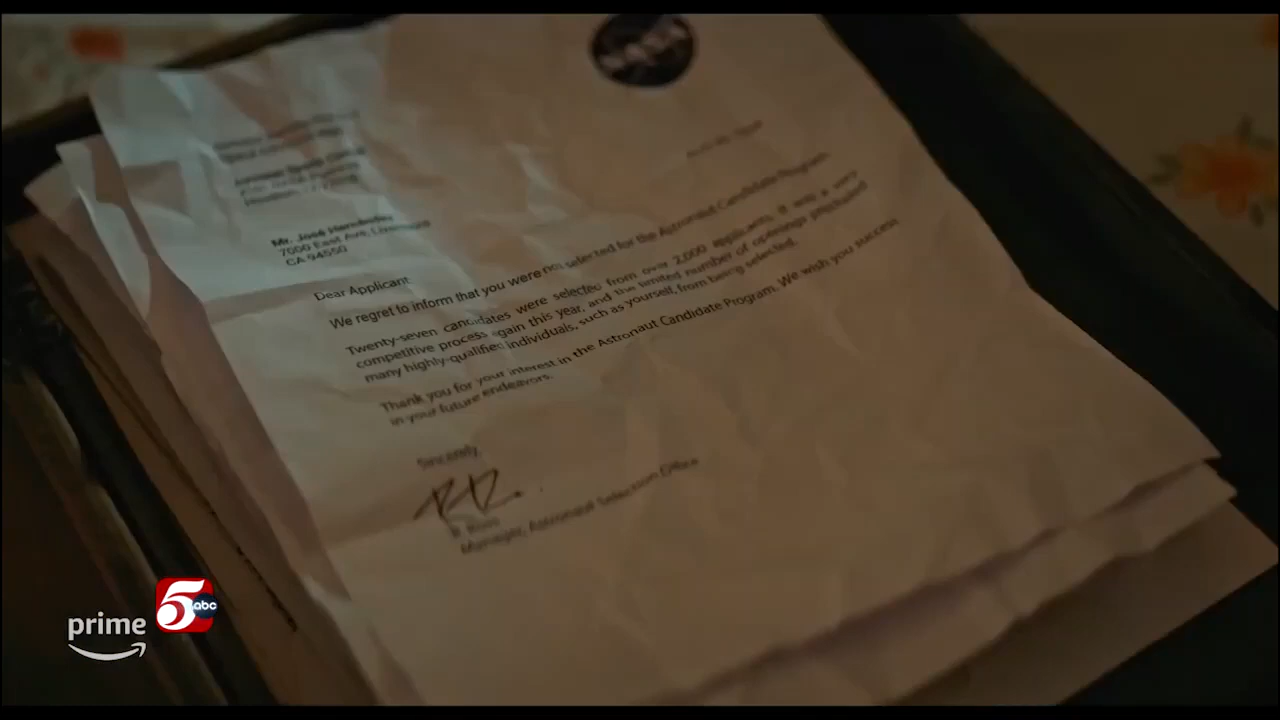 NASA
Mr. José Hernández
7000 East Ave, Livermore
CA 94550
Dear Applicant
We regret to inform that you were not selected for the Astronaut Candidate Program.
Twenty-seven candidates were selected from over 2,000 applicants. It was a very
competitive process again this year, and the limited number of openings precluded
many highly-qualified individuals, such as yourself, from being selected.
Thank you for your interest in the Astronaut Candidate Program. We wish you success
in your future endeavors.
Sincerely,
Manager, Astronaut Selection Office
prime
5 abc